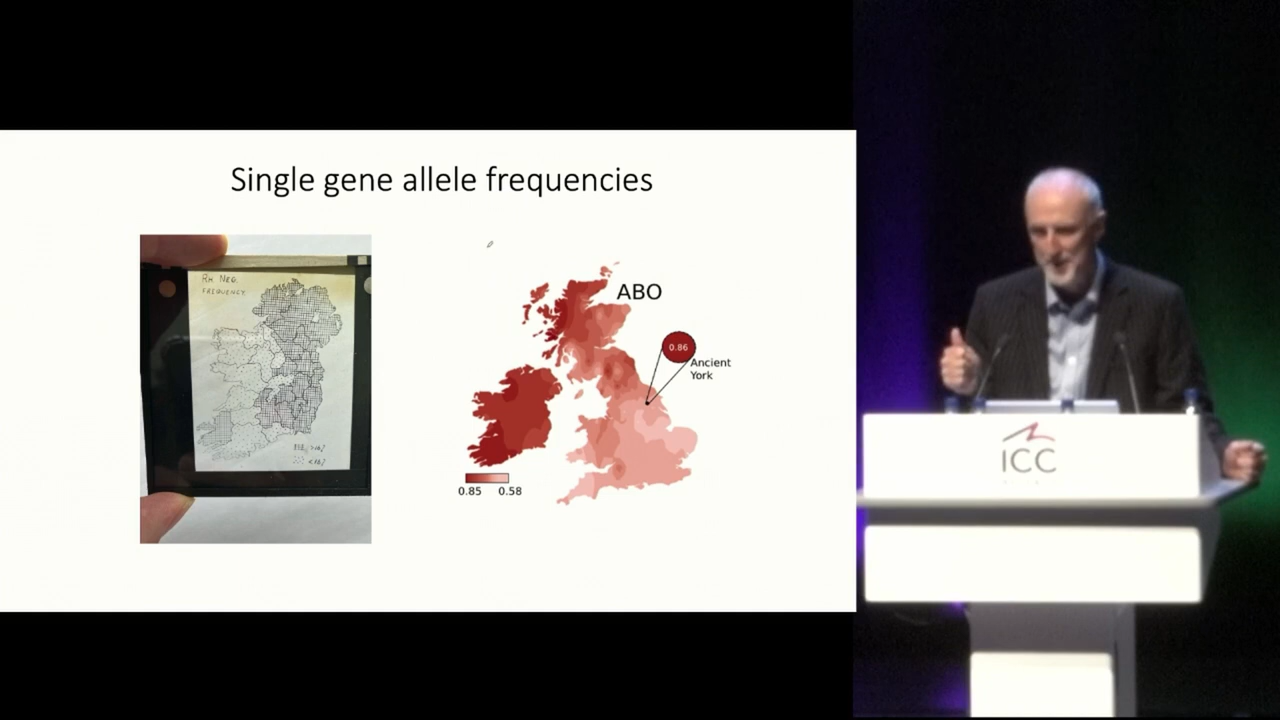 Single gene allele frequencies
RH NEG.
FREQUENCY
ABO
0.86
Ancient
York
0.85
0.58
ICC